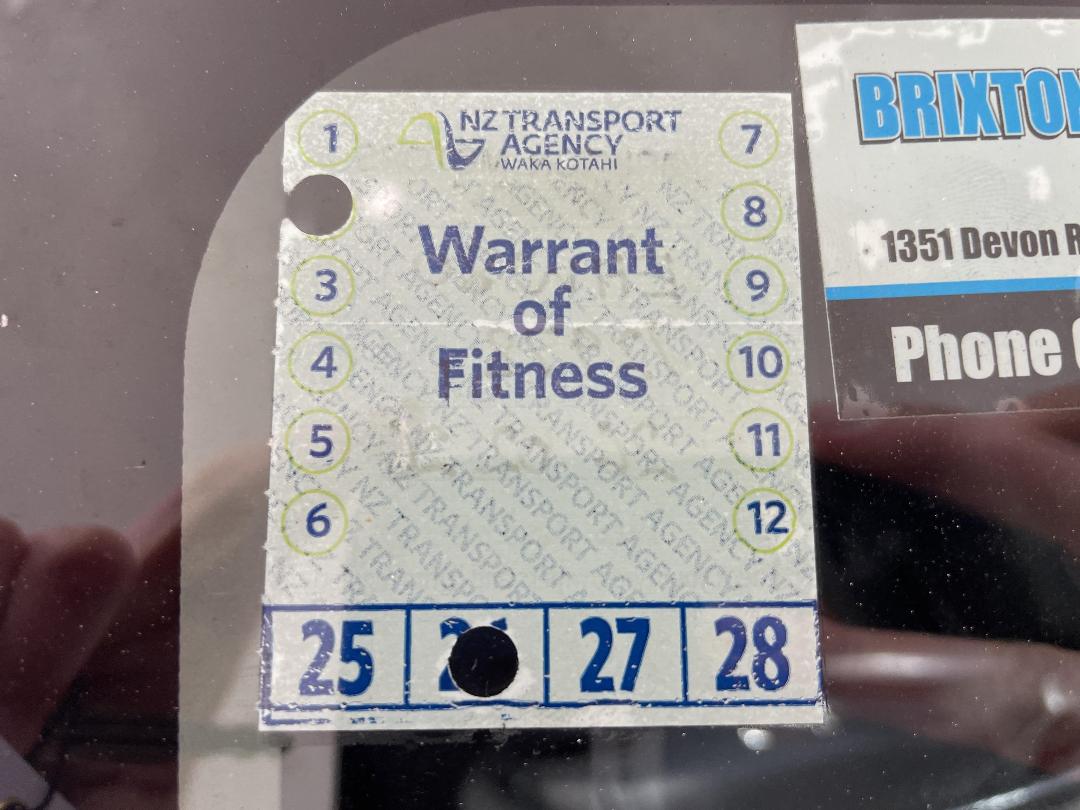 NZ TRANSPORT
AGENCY
WAKA KOTAHI
Warrant
of
Fitness
1
3
4
5
6
7
8
9
10
11
12
25
27
28
BRIXTON
1351 Devon R
Phone